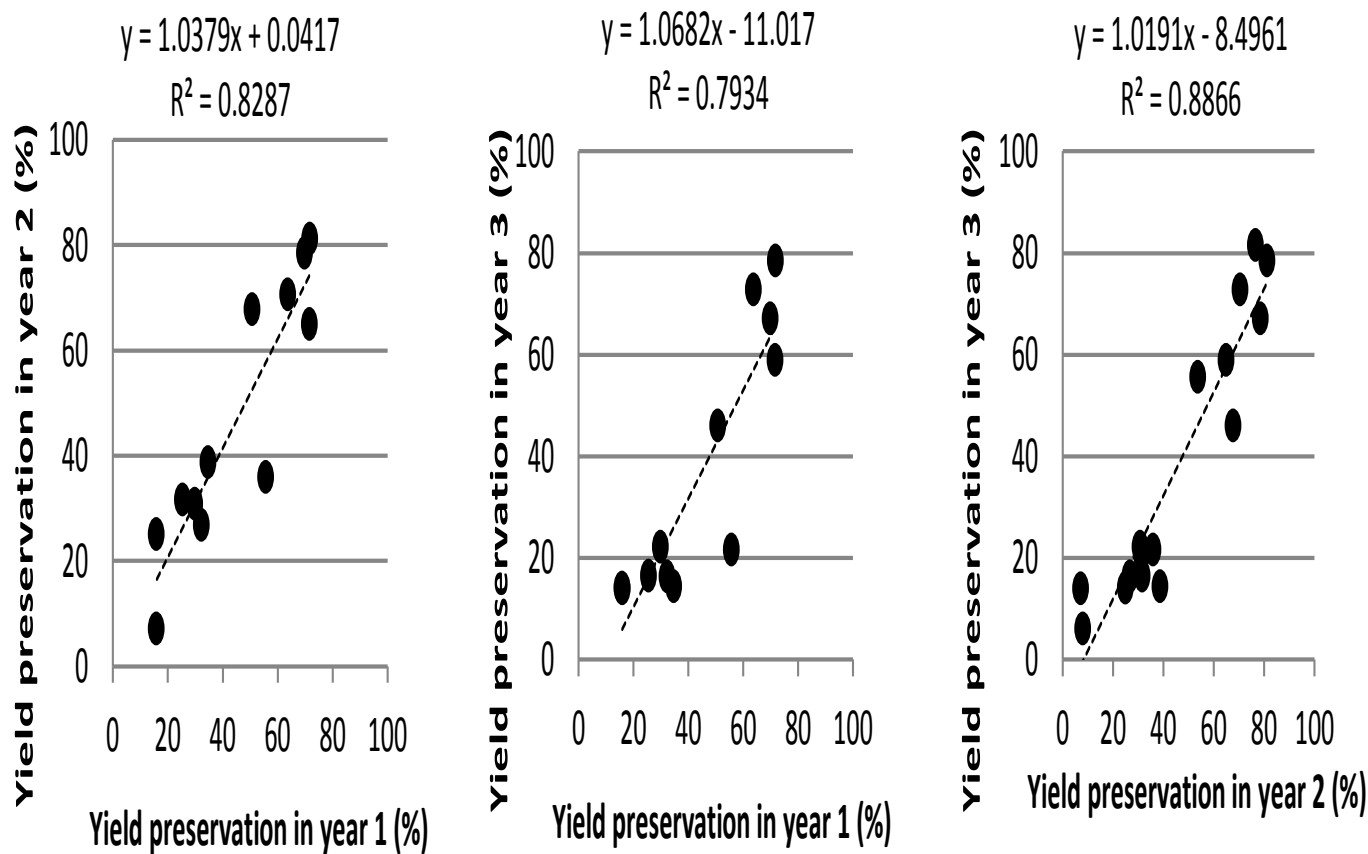 y = 1.0379x + 0.0417
R² = 0.8287
Yield preservation in year 2 (%)
100
80
60
40
20
0
0 20 40 60 80 100
Yield preservation in year 1 (%)
y = 1.0682x - 11.017
R² = 0.7934
Yield preservation in year 3 (%)
100
80
60
40
20
0
0 20 40 60 80 100
Yield preservation in year 1 (%)
y = 1.0191x - 8.4961
R² = 0.8866
Yield preservation in year 3 (%)
100
80
60
40
20
0
0 20 40 60 80 100
Yield preservation in year 2 (%)